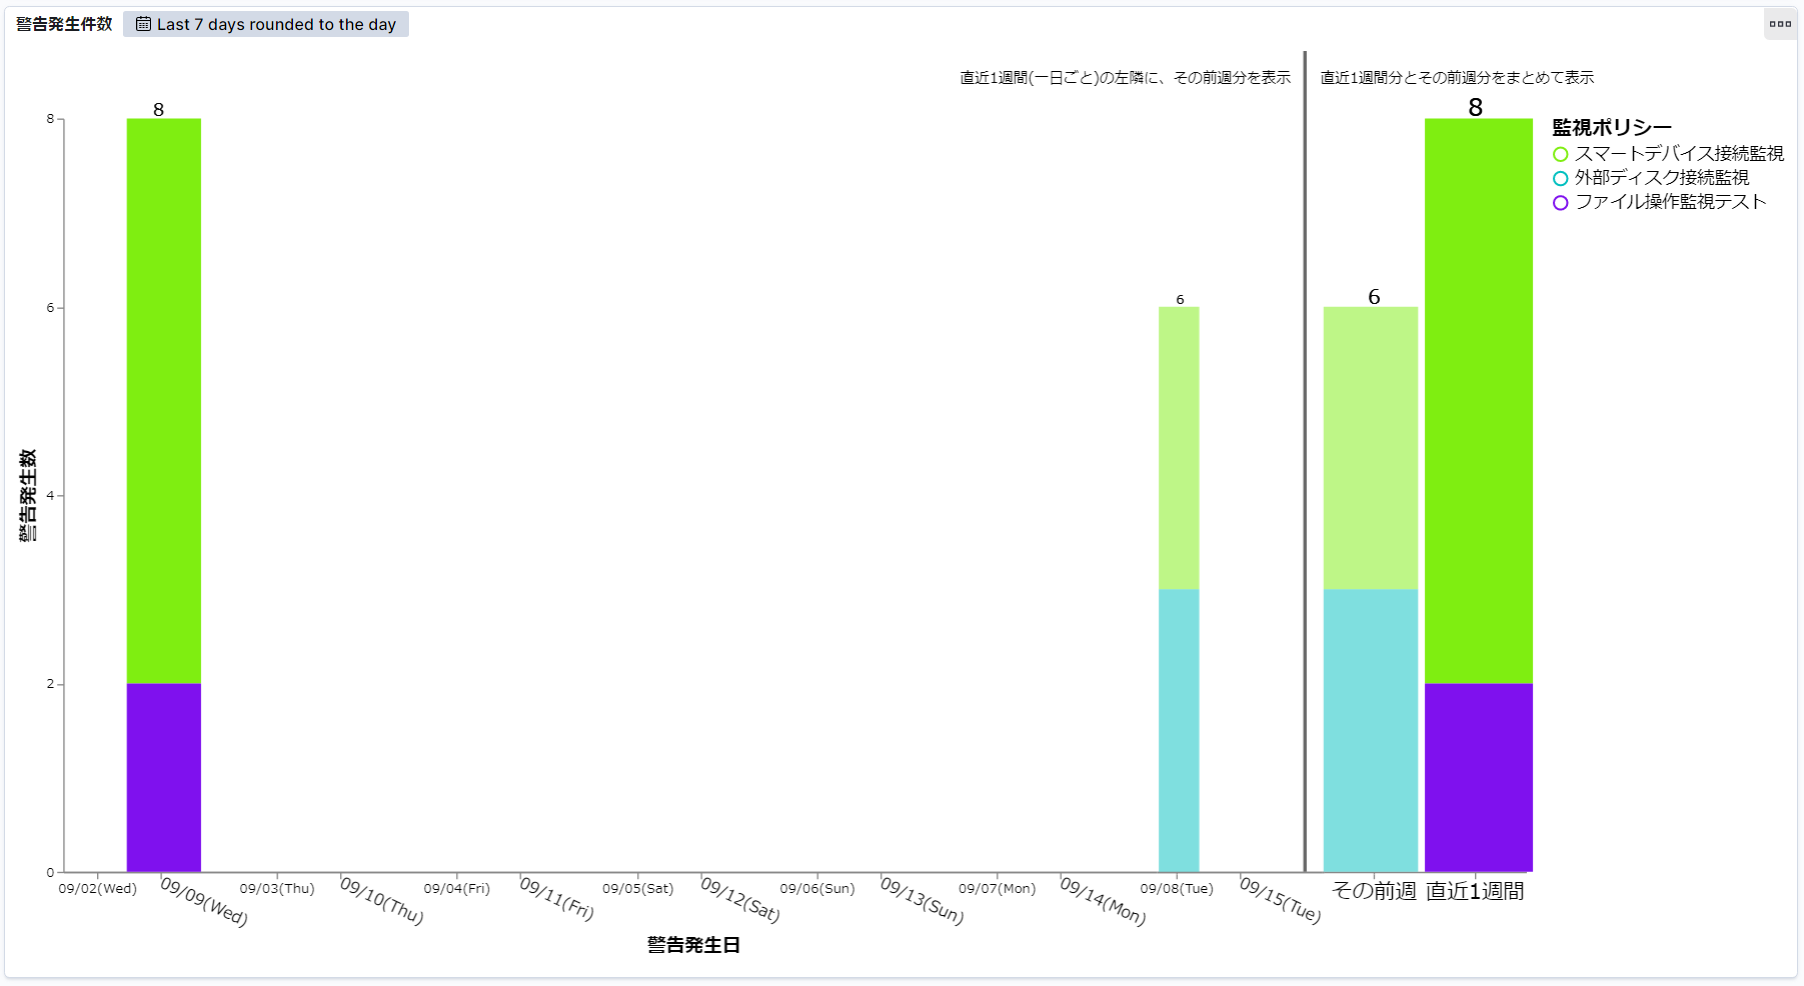 警告発生件数 Last 7 days rounded to the day
直近1週間(一日ごと)の左隣に、その前週分を表示
直近1週間分とその前週分をまとめて表示
8
6
6
8
監視ポリシー
スマートデバイス接続監視
外部ディスク接続監視
ファイル操作監視テスト
警告発生数
8
6
4
2
0
09/02(Wed)
09/09(Wed)
09/03(Thu)
09/10(Thu)
09/04(Fri)
09/11(Fri)
09/05(Sat)
09/12(Sat)
09/06(Sun)
09/13(Sun)
09/07(Mon)
09/14(Mon)
09/08(Tue)
09/15(Tue)
その前週
直近1週間
警告発生日